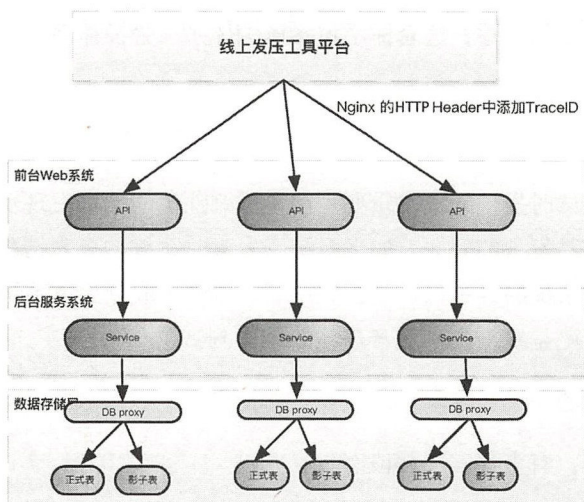 线上发压工具平台
Nginx 的HTTP Header中添加TraceID
前台Web系统
API API API
后台服务系统
Service Service Service
数据存储层
DB proxy DB proxy DB proxy
正式表 影子表 正式表 影子表 正式表 影子表